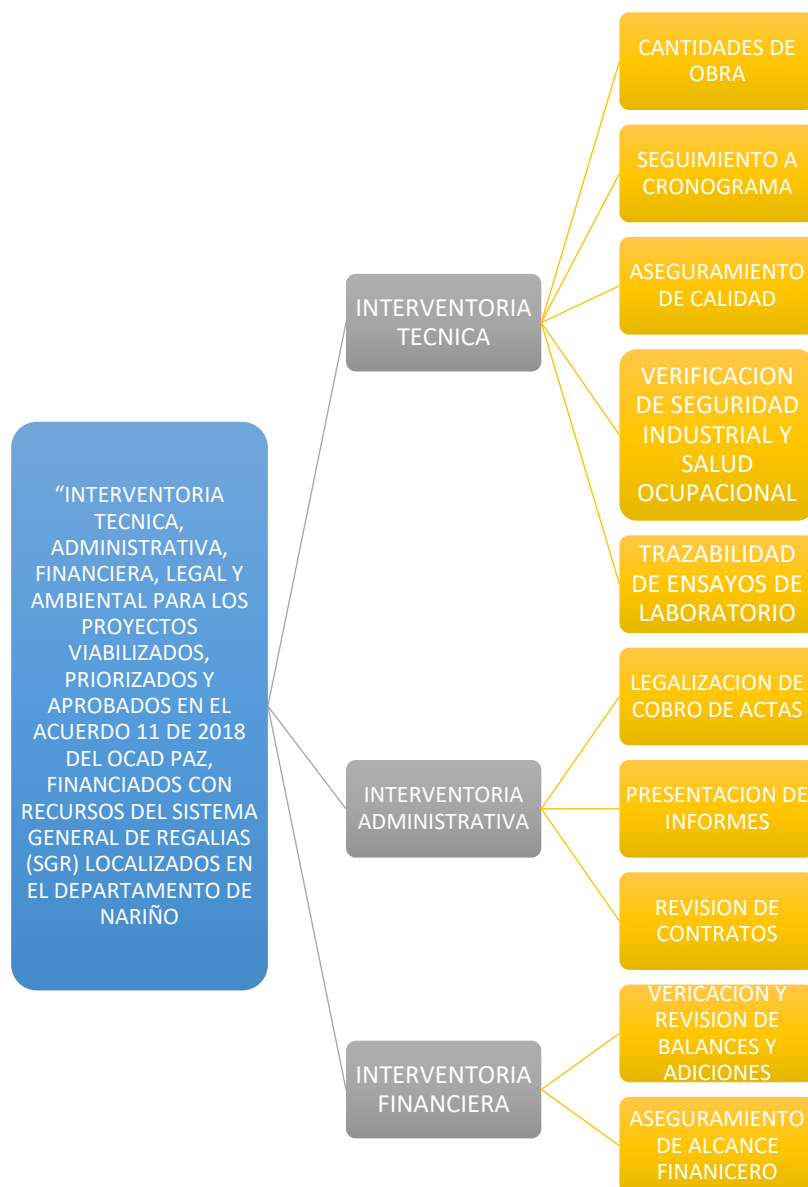 “INTERVENTORIA
TECNICA,
ADMINISTRATIVA,
FINANCIERA, LEGAL Y
AMBIENTAL PARA LOS
PROYECTOS
VIABILIZADOS,
PRIORIZADOS Y
APROBADOS EN EL
ACUERDO 11 DE 2018
DEL OCAD PAZ,
FINANCIADOS CON
RECURSOS DEL SISTEMA
GENERAL DE REGALIAS
(SGR) LOCALIZADOS EN
EL DEPARTAMENTO DE
NARIÑO
INTERVENTORIA
TECNICA
CANTIDADES DE
OBRA
SEGUIMIENTO A
CRONOGRAMA
ASEGURAMIENTO
DE CALIDAD
VERIFICACION
DE SEGURIDAD
INDUSTRIAL Y
SALUD
OCUPACIONAL
TRAZABILIDAD
DE ENSAYOS DE
LABORATORIO
INTERVENTORIA
ADMINISTRATIVA
LEGALIZACION DE
COBRO DE ACTAS
PRESENTACION DE
INFORMES
REVISION DE
CONTRATOS
INTERVENTORIA
FINANCIERA
VERICACION Y
REVISION DE
BALANCES Y
ADICIONES
ASEGURAMIENTO
DE ALCANCE
FINANICERO